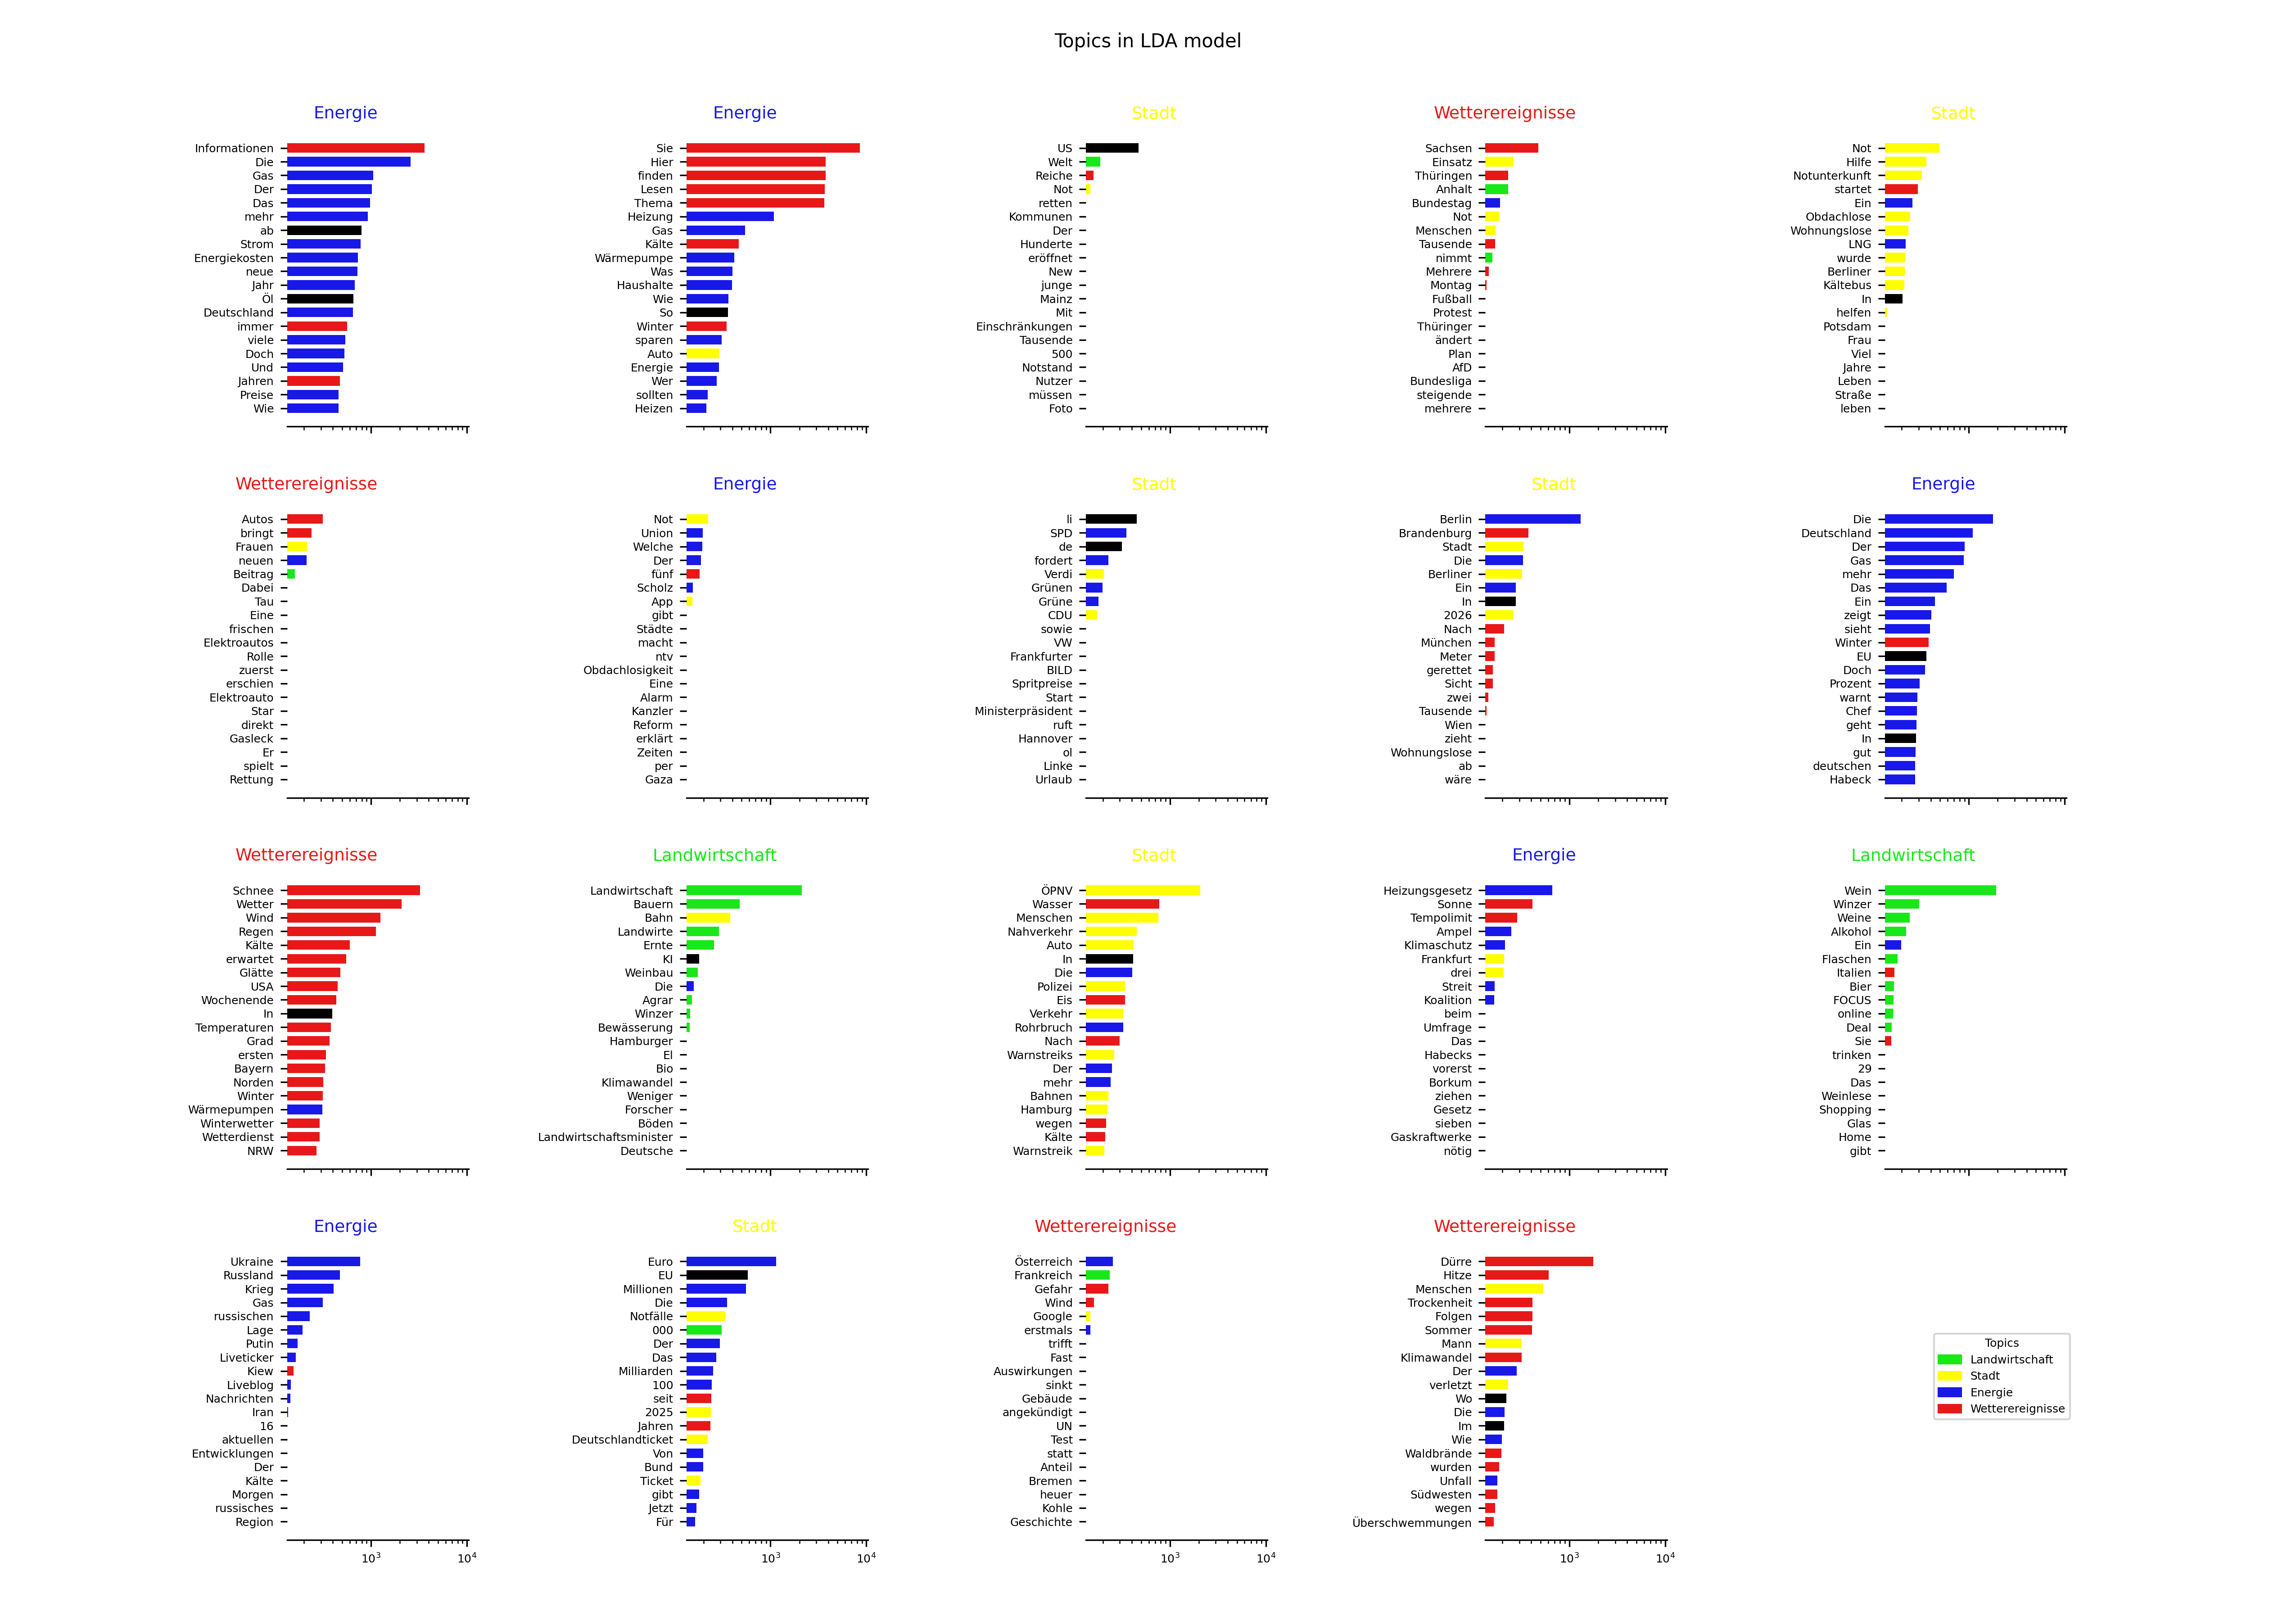 Topics in LDA model
Energie
Informationen
Die
Gas
Der
Das
mehr
ab
Strom
Energiekosten
neue
Jahr
Öl
Deutschland
immer
viele
Doch
Und
Jahren
Preise
Wie
Energie
Sie
Hier
finden
Lesen
Thema
Heizung
Gas
Kälte
Wärmepumpe
Was
Haushalte
Wie
So
Winter
sparen
Auto
Energie
Wer
sollten
Heizen
Stadt
US
Welt
Reiche
Not
retten
Kommunen
Der
Hunderte
eröffnet
New
junge
Mainz
Mit
Einschränkungen
Tausende
500
Notstand
Nutzer
müssen
Foto
Wetterereignisse
Sachsen
Einsatz
Thüringen
Anhalt
Bundestag
Not
Menschen
Tausende
nimmt
Mehrere
Montag
Fußball
Protest
Thüringer
ändert
Plan
AfD
Bundesliga
steigende
mehrere
Stadt
Not
Hilfe
Notunterkunft
startet
Ein
Obdachlose
Wohnungslose
LNG
wurde
Berliner
Kältebus
In
helfen
Potsdam
Frau
Viel
Jahre
Leben
Straße
leben
Wetterereignisse
Autos
bringt
Frauen
neuen
Beitrag
Dabei
Tau
Eine
frischen
Elektroautos
Rolle
zuerst
erschien
Elektroauto
Star
direkt
Gasleck
Er
spielt
Rettung
Energie
Not
Union
Welche
Der
fünf
Scholz
App
gibt
Städte
macht
ntv
Obdachlosigkeit
Eine
Alarm
Kanzler
Reform
erklärt
Zeiten
per
Gaza
Stadt
li
SPD
de
fordert
Verdi
Grünen
Grüne
CDU
sowie
VW
Frankfurter
BILD
Spritpreise
Start
Ministerpräsident
ruft
Hannover
ol
Linke
Urlaub
Stadt
Berlin
Brandenburg
Stadt
Die
Berliner
Ein
In
2026
Nach
München
Meter
gerettet
Sicht
zwei
Tausende
Wien
zieht
Wohnungslose
ab
wäre
Energie
Die
Deutschland
Der
Gas
mehr
Das
Ein
zeigt
sieht
Winter
EU
Doch
Prozent
warnt
Chef
geht
In
gut
deutschen
Habeck
Wetterereignisse
Schnee
Wetter
Wind
Regen
Kälte
erwartet
Glätte
USA
Wochenende
In
Temperaturen
Grad
ersten
Bayern
Norden
Winter
Wärmepumpen
Winterwetter
Wetterdienst
NRW
Landwirtschaft
Landwirtschaft
Bauern
Bahn
Landwirte
Ernte
KI
Weinbau
Die
Agrar
Winzer
Bewässerung
Hamburger
El
Bio
Klimawandel
Weniger
Forscher
Böden
Landwirtschaftsminister
Deutsche
Stadt
ÖPNV
Wasser
Menschen
Nahverkehr
Auto
In
Die
Polizei
Eis
Verkehr
Rohrbruch
Nach
Warnstreiks
Der
mehr
Bahnen
Hamburg
wegen
Kälte
Warnstreik
Energie
Heizungsgesetz
Sonne
Tempolimit
Ampel
Klimaschutz
Frankfurt
drei
Streit
Koalition
beim
Umfrage
Das
Habecks
vorerst
Borkum
ziehen
Gesetz
sieben
Gaskraftwerke
nötig
Landwirtschaft
Wein
Winzer
Weine
Alkohol
Ein
Flaschen
Italien
Bier
FOCUS
online
Deal
Sie
trinken
29
Das
Weinlese
Shopping
Glas
Home
gibt
Energie
Ukraine
Russland
Krieg
Gas
russischen
Lage
Putin
Liveticker
Kiew
Liveblog
Nachrichten
Iran
16
aktuellen
Entwicklungen
Der
Kälte
Morgen
russisches
Region
10³ 10⁴
Stadt
Euro
EU
Millionen
Die
Notfälle
000
Der
Das
Milliarden
100
seit
2025
Jahren
Deutschlandticket
Von
Bund
Ticket
gibt
Jetzt
Für
10³ 10⁴
Wetterereignisse
Österreich
Frankreich
Gefahr
Wind
Google
erstmals
trifft
Fast
Auswirkungen
sinkt
Gebäude
angekündigt
UN
Test
statt
Anteil
Bremen
heuer
Kohle
Geschichte
10³ 10⁴
Wetterereignisse
Dürre
Hitze
Menschen
Trockenheit
Folgen
Sommer
Mann
Klimawandel
Der
verletzt
Wo
Die
Im
Wie
Waldbrände
wurden
Unfall
Südwesten
wegen
Überschwemmungen
10³ 10⁴
Topics
Landwirtschaft
Stadt
Energie
Wetterereignisse